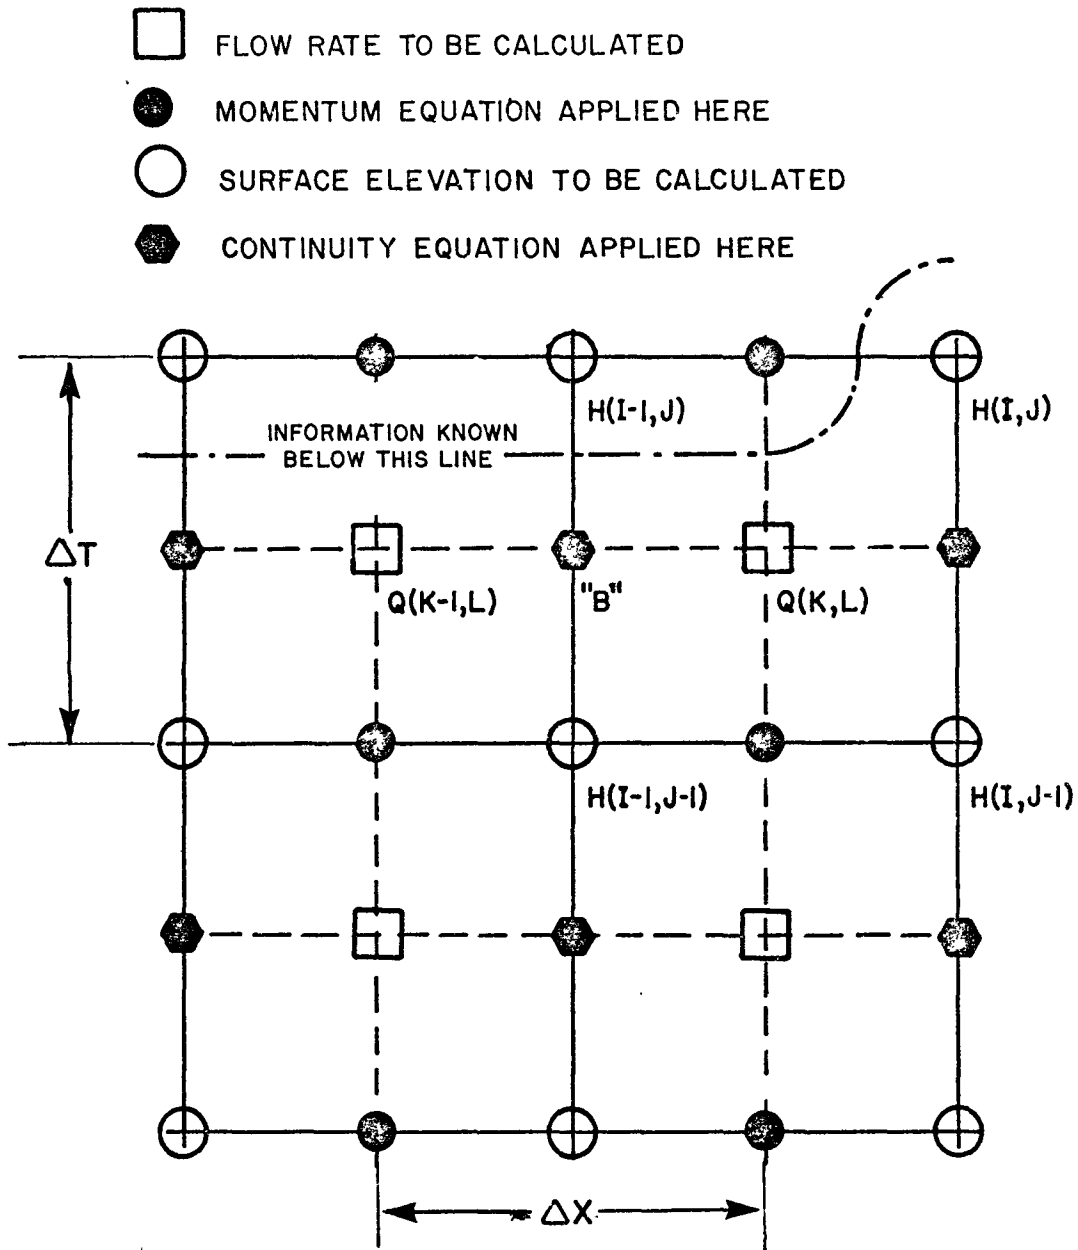 FLOW RATE TO BE CALCULATED
MOMENTUM EQUATION APPLIED HERE
SURFACE ELEVATION TO BE CALCULATED
CONTINUITY EQUATION APPLIED HERE
H(I-1,J)
H(I,J)
INFORMATION KNOWN
BELOW THIS LINE
ΔT
Q(K-1,L)
"B"
Q(K,L)
H(I-1,J-1)
H(I,J-1)
ΔX